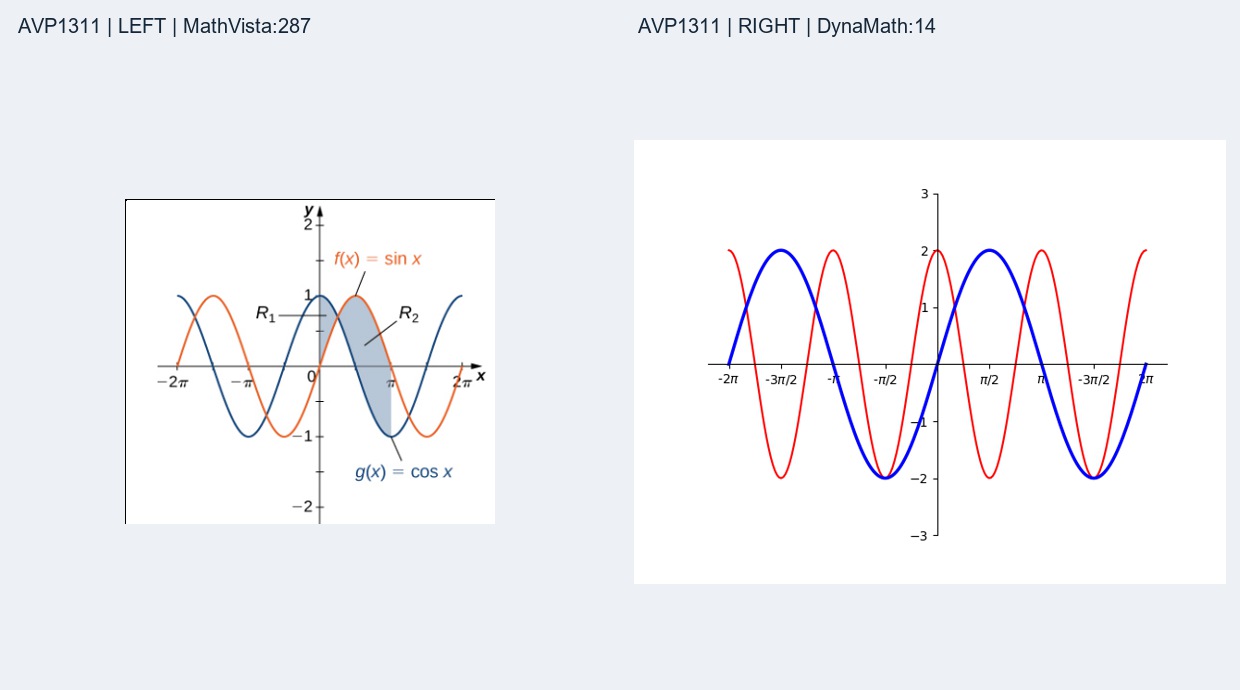 AVP1311 | LEFT | MathVista:287
AVP1311 | RIGHT | DynaMath:14
y
2
f(x) = sin x
1
R₁
R₂
−2π
−π
0
π
2π
x
−1
g(x) = cos x
−2
3
2
1
-2π
-3π/2
-π
-π/2
π/2
π
-3π/2
2π
−1
−2
−3